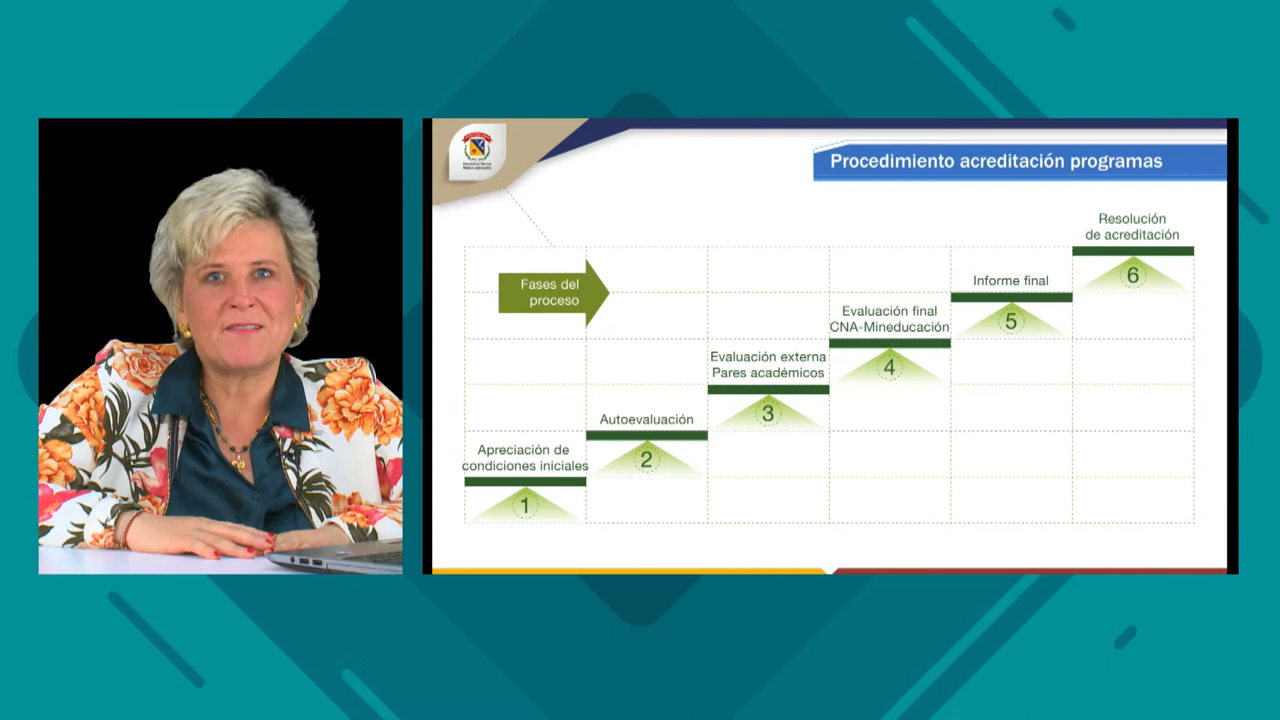 Procedimiento acreditación programas
Fases del
proceso
Apreciación de
condiciones iniciales
1
Autoevaluación
2
Evaluación externa
Pares académicos
3
Evaluación final
CNA-Mineducación
4
Informe final
5
Resolución
de acreditación
6